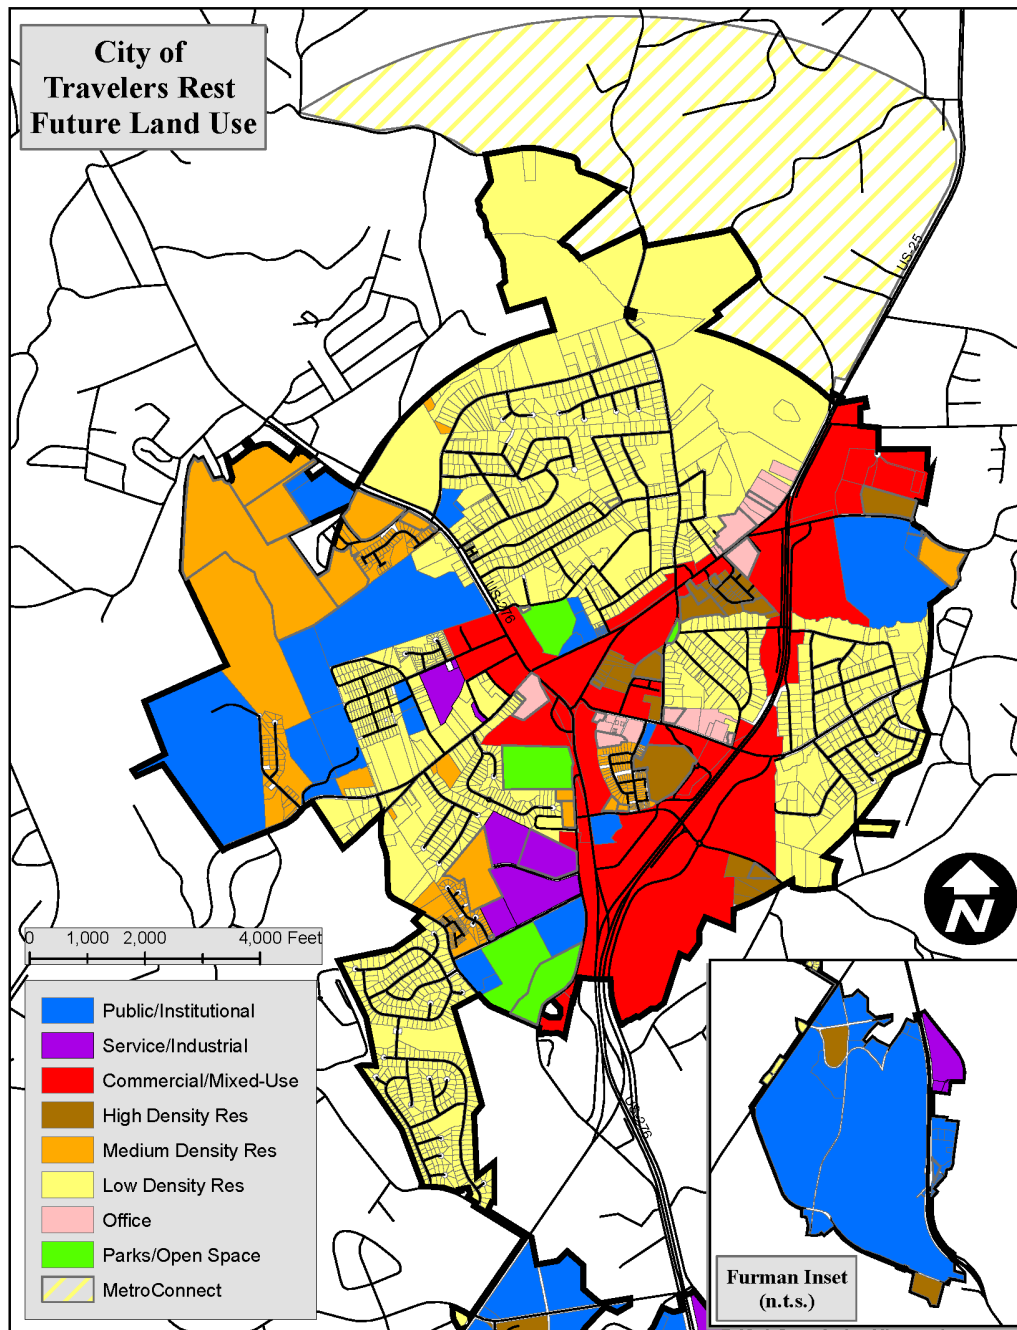 City of
Travelers Rest
Future Land Use
US-25
US-276
0 1,000 2,000 4,000 Feet
N
Public/Institutional
Service/Industrial
Commercial/Mixed-Use
High Density Res
Medium Density Res
Low Density Res
Office
Parks/Open Space
MetroConnect
US-276
Furman Inset
(n.t.s.)